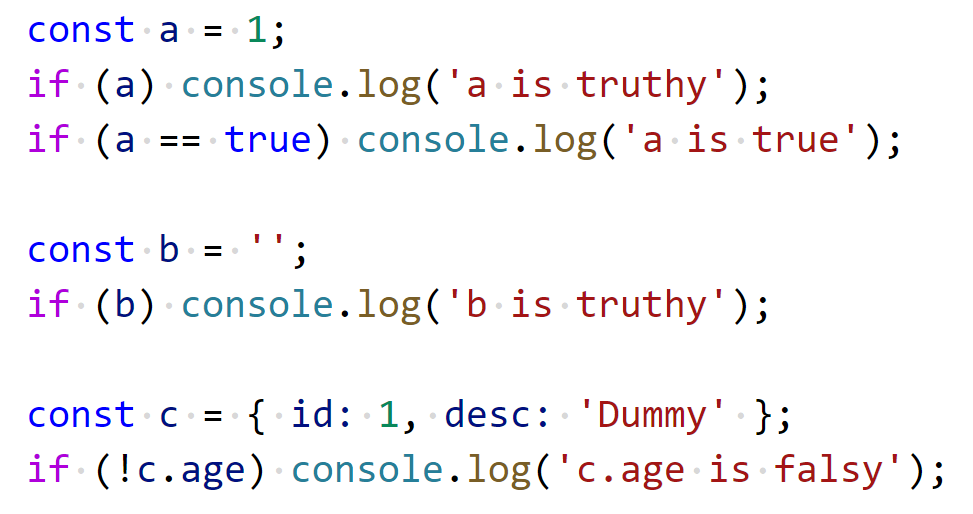 const a = 1;
if (a) console.log('a is truthy');
if (a == true) console.log('a is true');
const b = '';
if (b) console.log('b is truthy');
const c = { id: 1, desc: 'Dummy' };
if (!c.age) console.log('c.age is falsy');